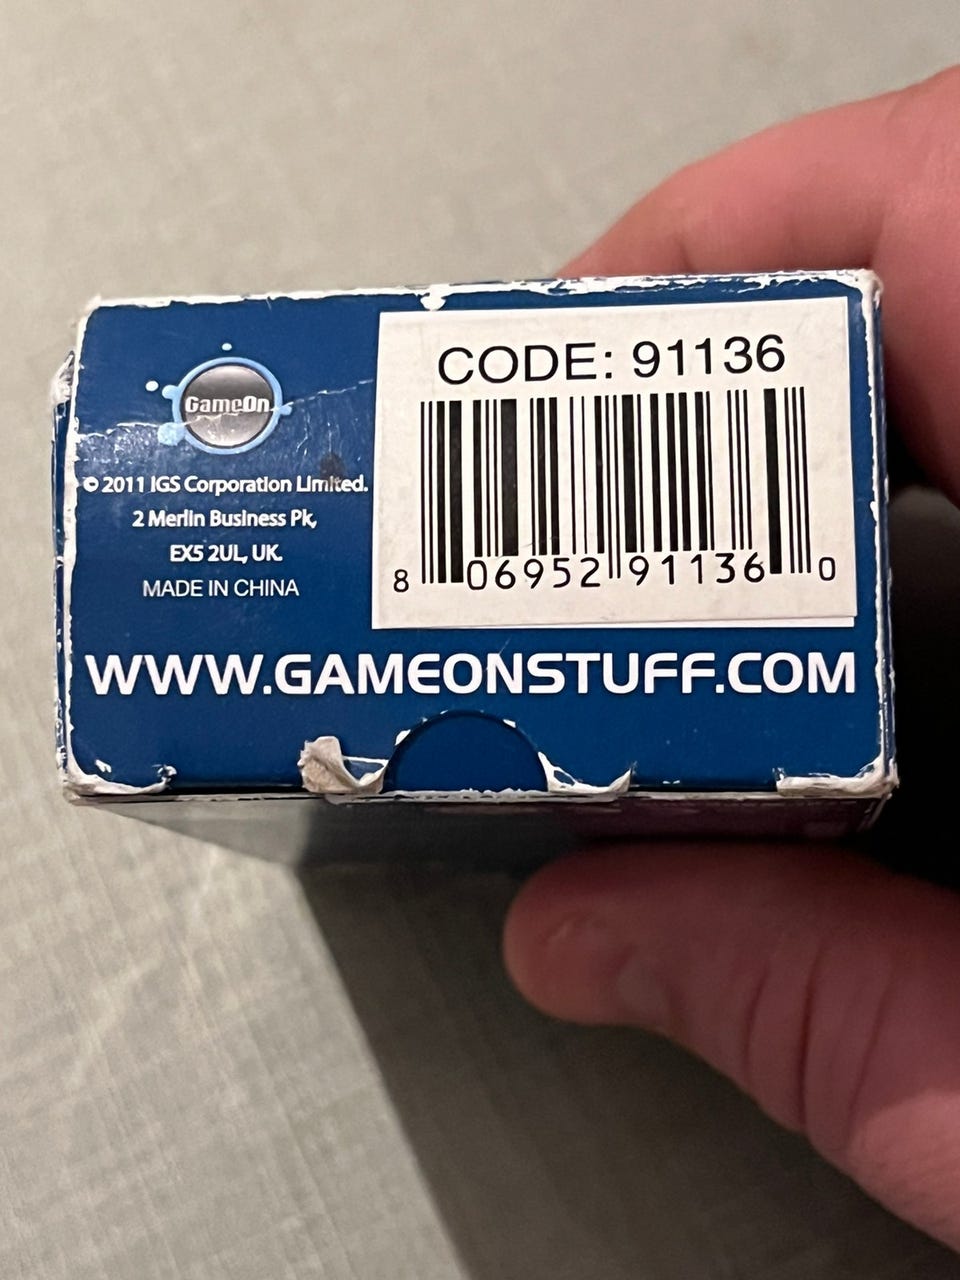 GameOn
© 2011 IGS Corporation Limited.
2 Merlin Business Pk,
EX5 2UL, UK.
MADE IN CHINA
CODE: 91136
8 06952 91136 0
WWW.GAMEONSTUFF.COM